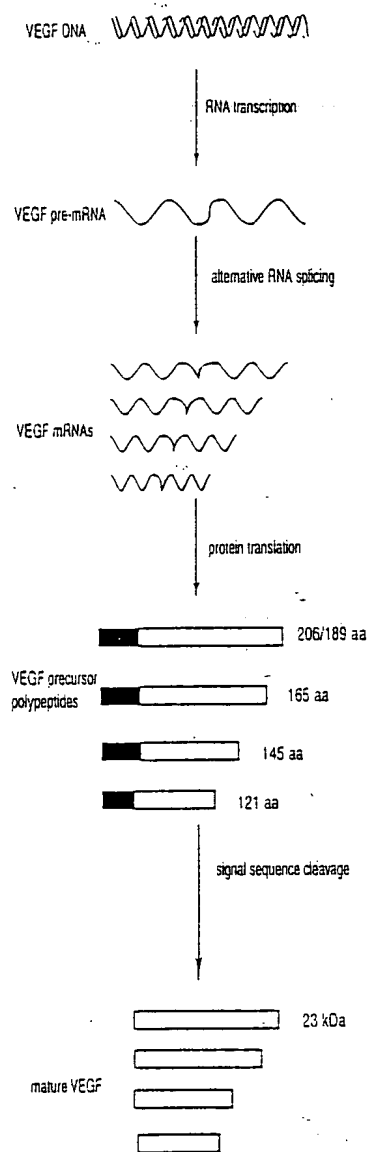 VEGF DNA
RNA transcription
VEGF pre-mRNA
alternative RNA splicing
VEGF mRNAs
protein translation
206/189 aa
VEGF precursor
polypeptides
165 aa
145 aa
121 aa
signal sequence cleavage
23 kDa
mature VEGF